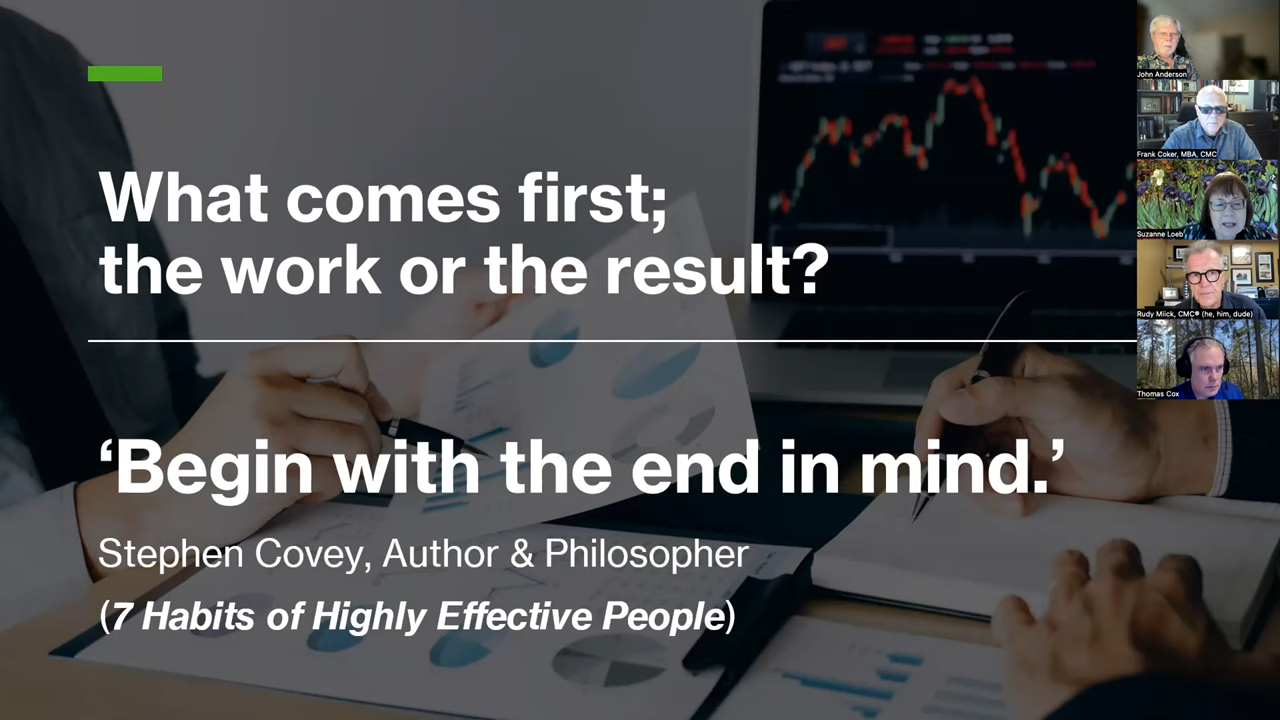 What comes first;
the work or the result?
‘Begin with the end in mind.’
Stephen Covey, Author & Philosopher
(7 Habits of Highly Effective People)
John Anderson
Frank Coker, MBA, CMC
Suzanne Loeb
Rudy Miick, CMC® (he, him, dude)
Thomas Cox